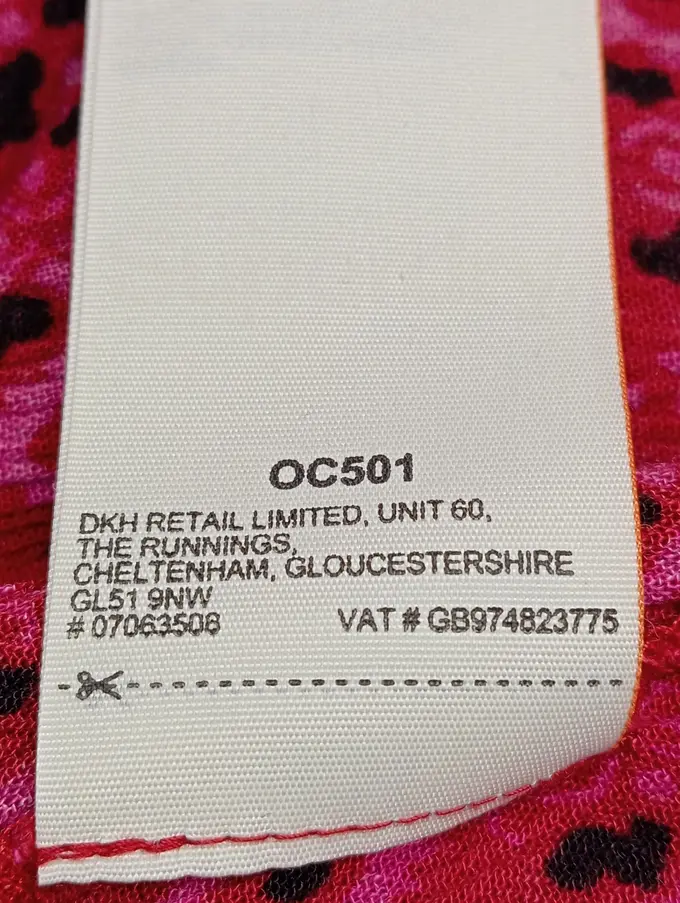 OC501
DKH RETAIL LIMITED, UNIT 60,
THE RUNNINGS,
CHELTENHAM, GLOUCESTERSHIRE
GL51 9NW
# 07063508 VAT # GB974823775